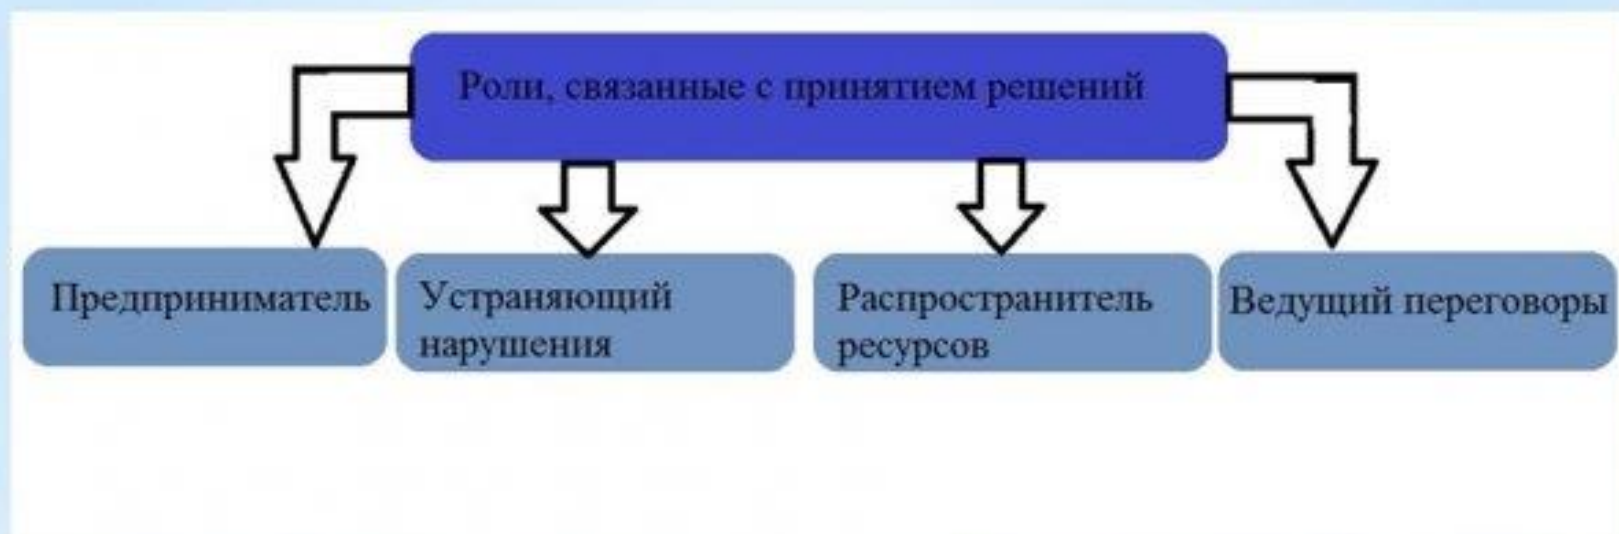 Роли, связанные с принятием решений
Предприниматель
Устраняющий
нарушения
Распространитель
ресурсов
Ведущий переговоры